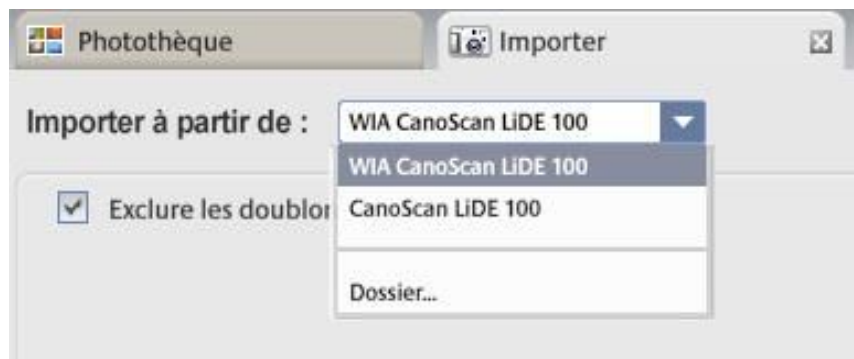 Photothèque
Importer
Importer à partir de :
WIA CanoScan LiDE 100
WIA CanoScan LiDE 100
Exclure les doublon
CanoScan LiDE 100
Dossier...